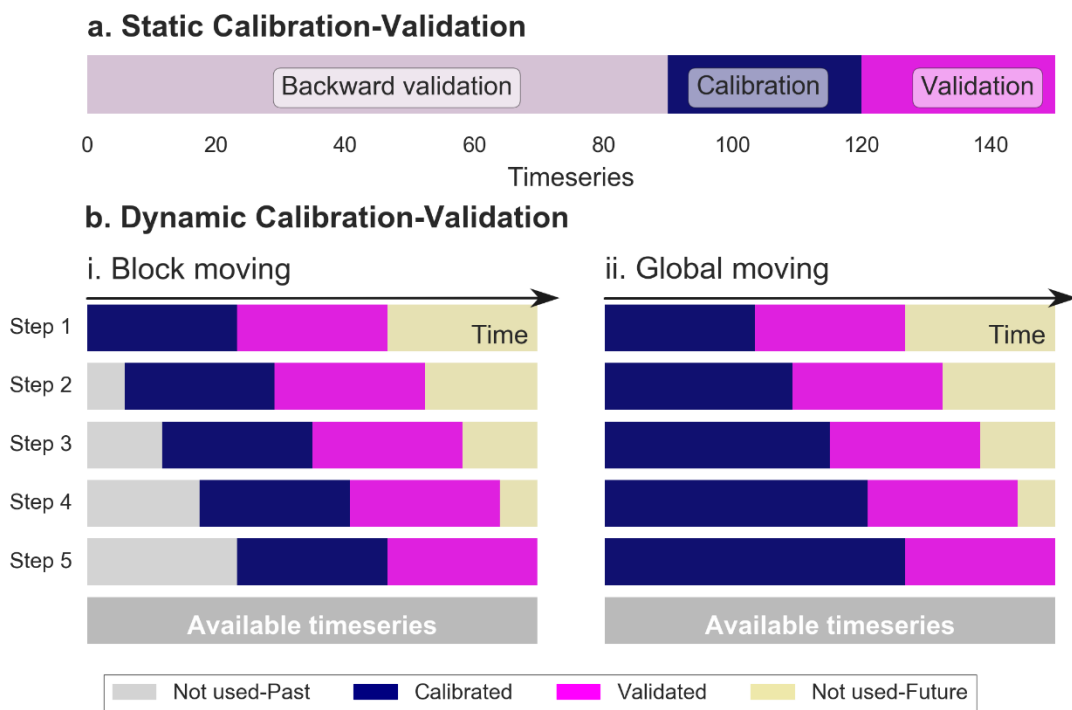 a. Static Calibration-Validation
Backward validation Calibration Validation
0 20 40 60 80 100 120 140
Timeseries
b. Dynamic Calibration-Validation
i. Block moving
ii. Global moving
Step 1 Time Time
Step 2
Step 3
Step 4
Step 5
Available timeseries Available timeseries
Not used-Past Calibrated Validated Not used-Future